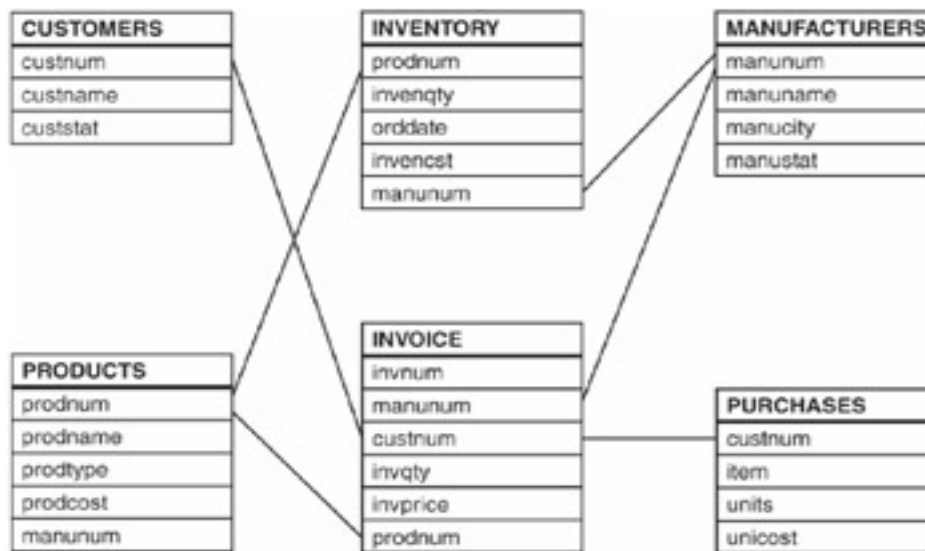 CUSTOMERS
custnum
custname
custstat
INVENTORY
prodnum
invenqty
orddate
invencst
manunum
MANUFACTURERS
manunum
manuname
manucity
manustat
PRODUCTS
prodnum
prodname
prodtype
prodcost
manunum
INVOICE
invnum
manunum
custnum
invqty
invprice
prodnum
PURCHASES
custnum
item
units
unicost